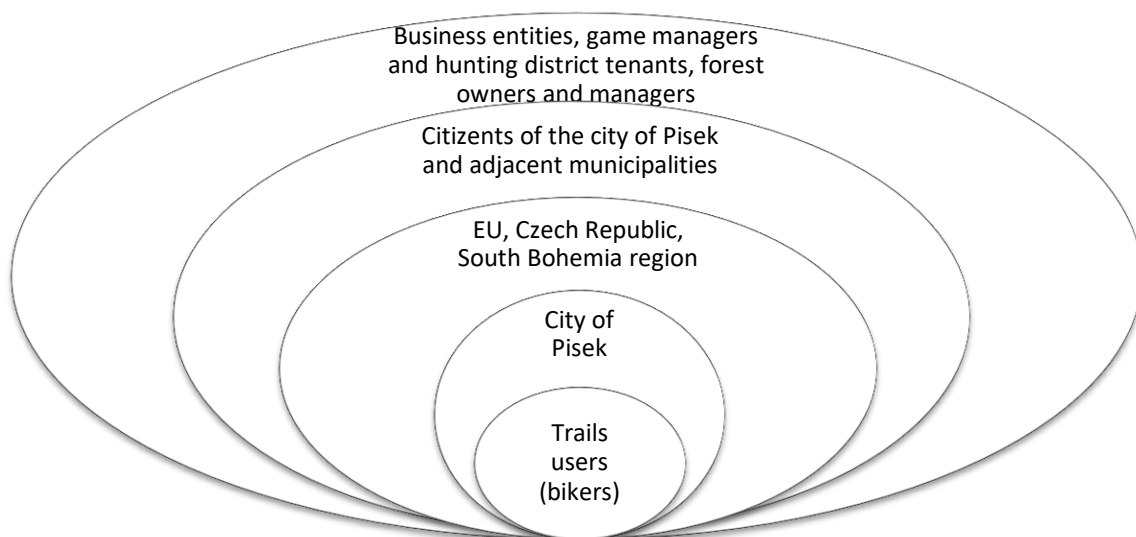 Business entities, game managers
and hunting district tenants, forest
owners and managers
Citizents of the city of Pisek
and adjacent municipalities
EU, Czech Republic,
South Bohemia region
City of
Pisek
Trails
users
(bikers)